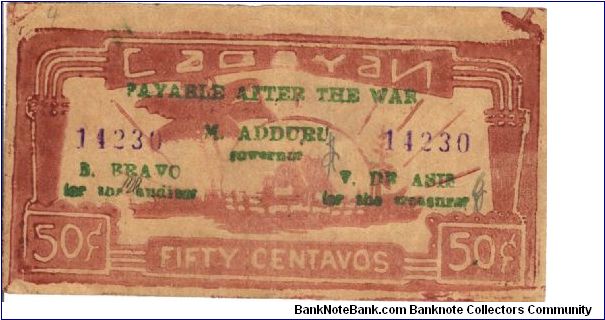 Cagayan
PAYABLE AFTER THE WAR
14230 M. ADDURU 14230
governor
B. BRAVO V. DE ASIS
for the auditor for the treasurer
50¢ FIFTY CENTAVOS 50¢
BankNoteBank.com Banknote Collectors Community